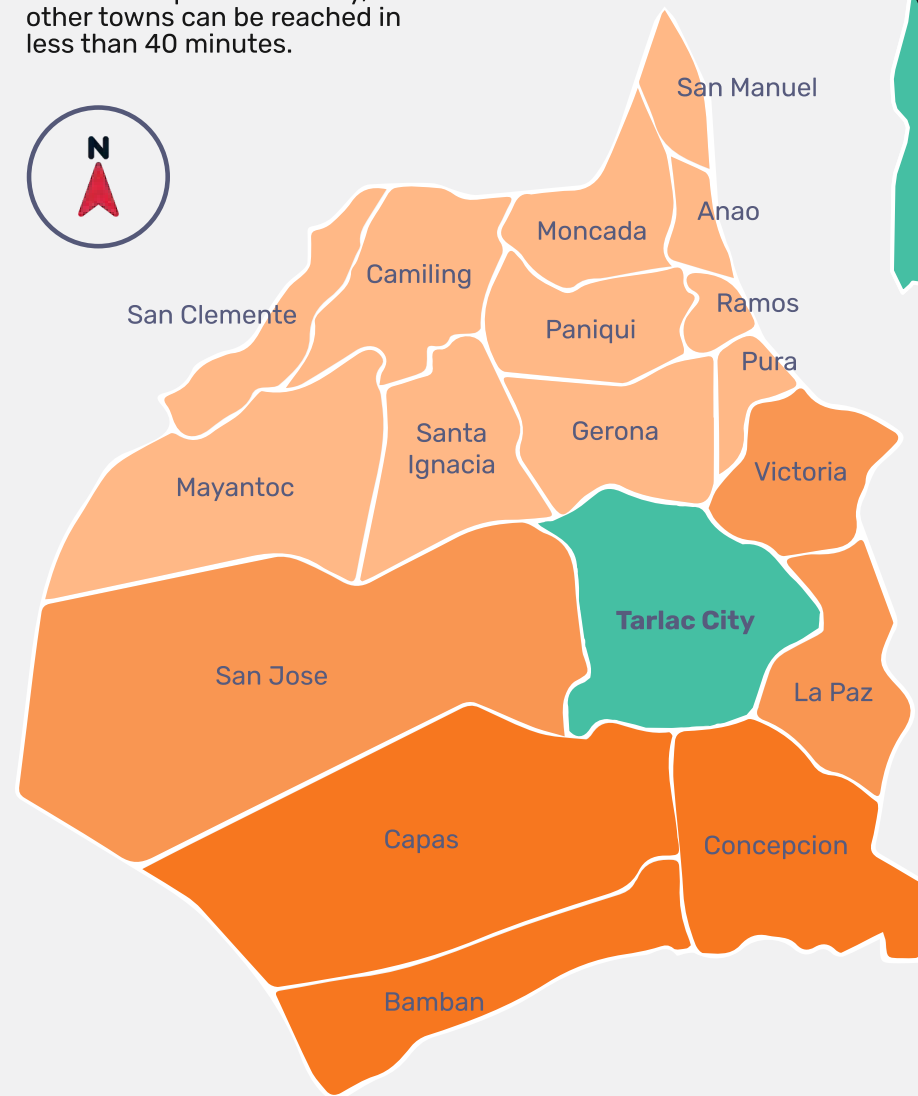 other towns can be reached in
less than 40 minutes.
N
San Manuel
Anao
Moncada
Camiling
Ramos
San Clemente
Paniqui
Pura
Santa
Ignacia
Gerona
Victoria
Mayantoc
Tarlac City
San Jose
La Paz
Capas
Concepcion
Bamban